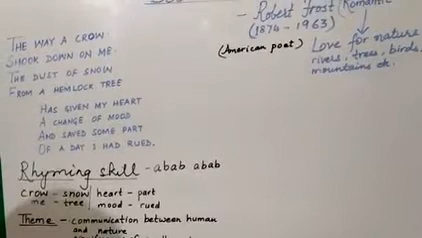 - Robert Frost (Romantic
(1874 - 1963)
(American poet)
Love for nature
rivers, trees, birds,
mountains etc.
THE WAY A CROW
SHOOK DOWN ON ME
THE DUST OF SNOW
FROM A HEMLOCK TREE
HAS GIVEN MY HEART
A CHANGE OF MOOD
AND SAVED SOME PART
OF A DAY I HAD RUED.
Rhyming skill - abab abab
crow - snow heart - part
me - tree mood - rued
Theme - communication between human
and nature